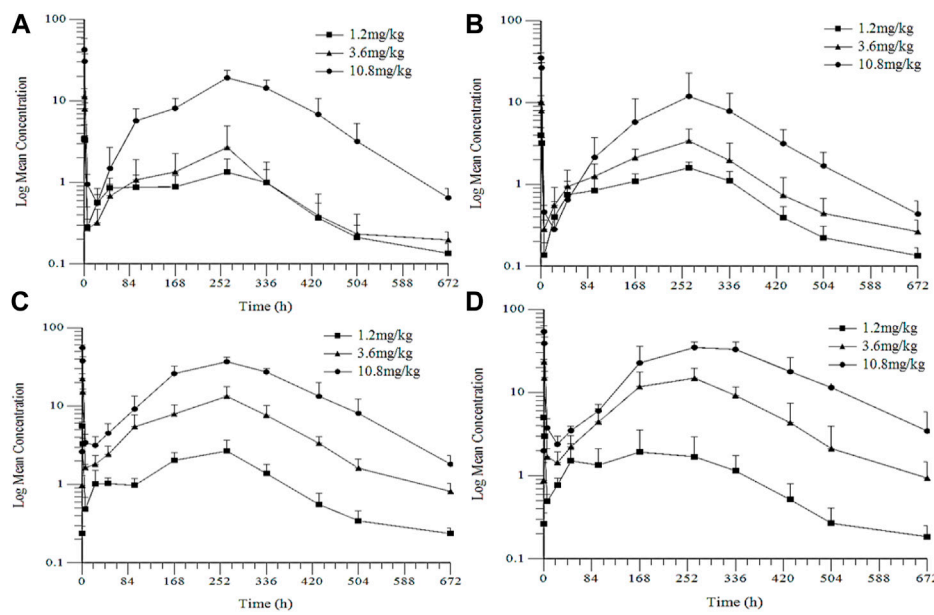 A
100
10
1
0.1
Log Mean Concentration
1.2mg/kg
3.6mg/kg
10.8mg/kg
0 84 168 252 336 420 504 588 672
Time (h)
B
100
10
1
0.1
Log Mean Concentration
1.2mg/kg
3.6mg/kg
10.8mg/kg
0 84 168 252 336 420 504 588 672
C
100
10
1
0.1
Log Mean Concentration
1.2mg/kg
3.6mg/kg
10.8mg/kg
0 84 168 252 336 420 504 588 672
Time (h)
D
100
10
1
0.1
Log Mean Concentration
1.2mg/kg
3.6mg/kg
10.8mg/kg
0 84 168 252 336 420 504 588 672
Time (h)